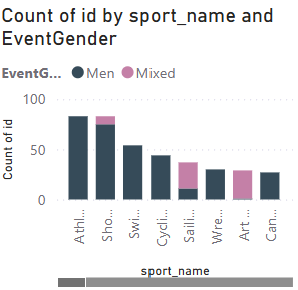 Count of id by sport_name and
EventGender
EventG... Men Mixed
100
50
0
Count of id
Athl...
Sho...
Swi...
Cycli...
Saili...
Wre...
Art ...
Can...
sport_name